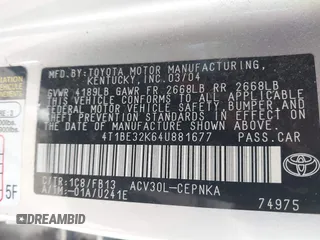 MFD. BY: TOYOTA MOTOR MANUFACTURING,
KENTUCKY, INC. 03/04
GVWR 4189LB GAWR FR 2668LB RR 2668LB
THIS VEHICLE CONFORMS TO ALL APPLICABLE
FEDERAL MOTOR VEHICLE SAFETY, BUMPER, AND
THEFT PREVENTION STANDARDS IN EFFECT ON
THE DATE OF MANUFACTURE SHOWN ABOVE.
4T1BE32K64U881677 PASS.CAR
C/TR: 1C8/FB13 ACV30L-CEPNKA
A/TM: -01A/U241E
74975
TOYOTA
5F
DREAMBID